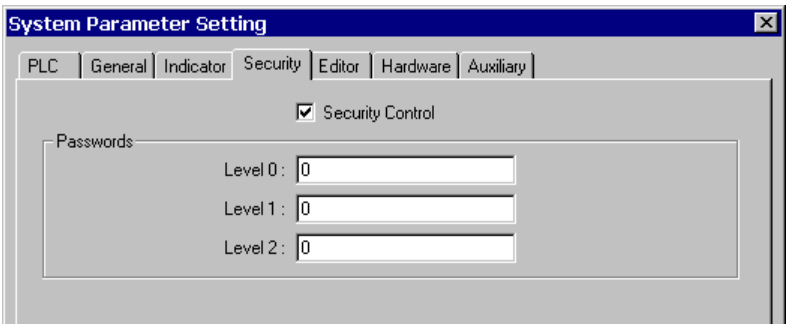 System Parameter Setting
PLC General Indicator Security Editor Hardware Auxiliary
Security Control
Passwords
Level 0 : 0
Level 1 : 0
Level 2 : 0